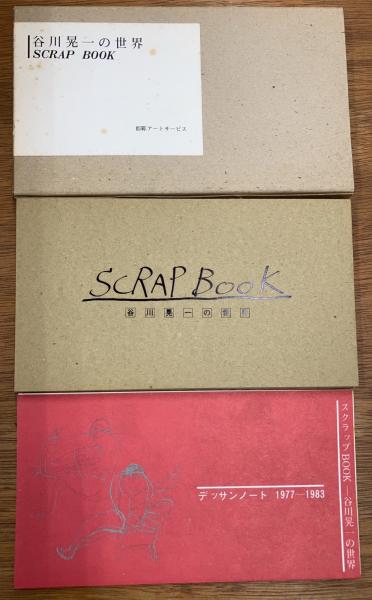 谷川晃一の世界
SCRAP BOOK
昭和アートサービス
SCRAP BOOK
谷川晃一の世界
デッサンノート 1977—1983
スクラップBOOK—谷川晃一の世界